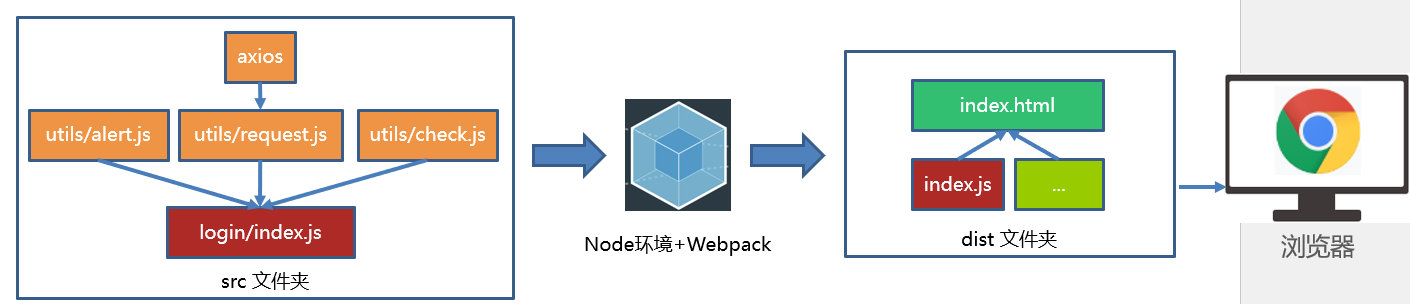 axios
utils/alert.js
utils/request.js
utils/check.js
login/index.js
src 文件夹
Node环境+Webpack
index.html
index.js
...
dist 文件夹
浏览器